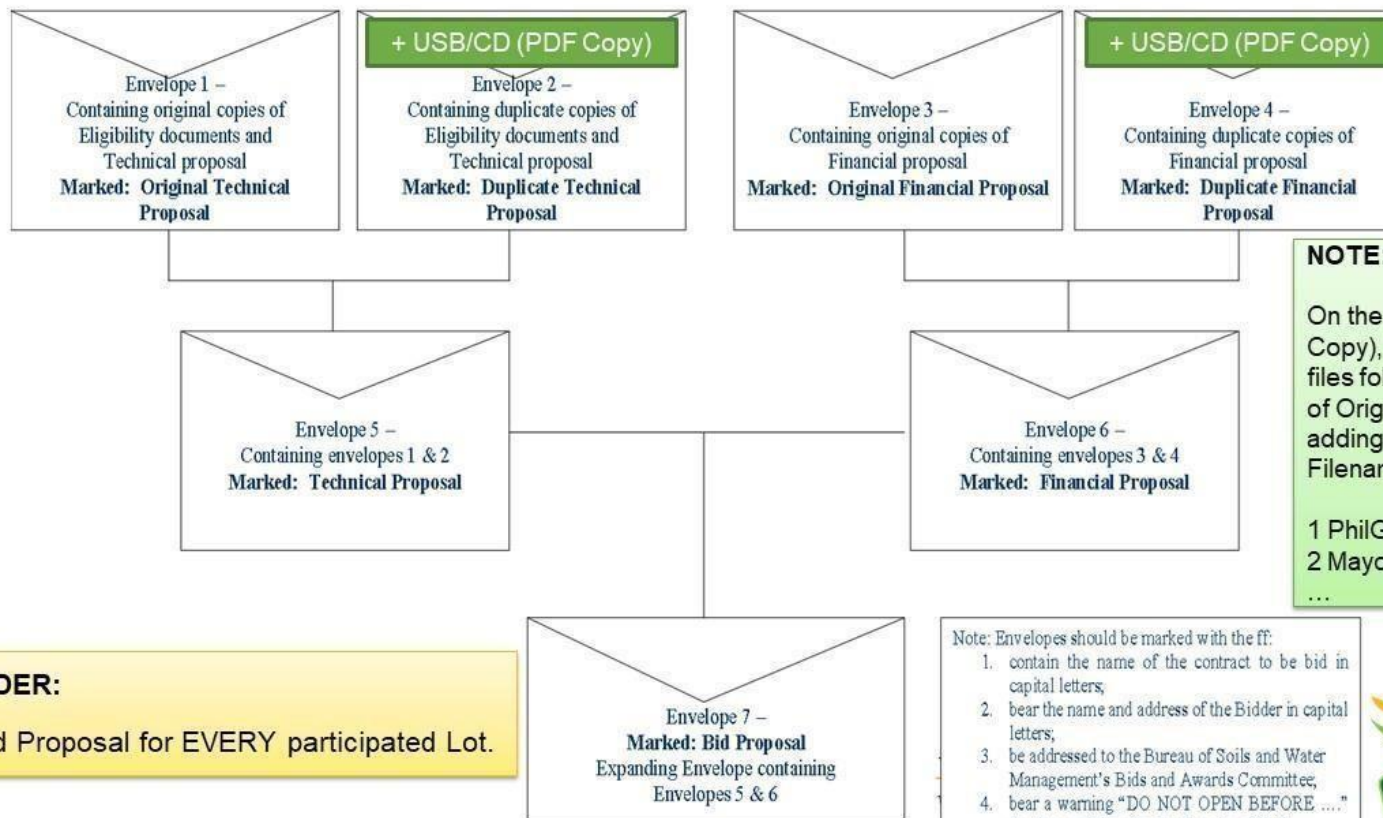 Envelope 1 –
Containing original copies of
Eligibility documents and
Technical proposal
Marked: Original Technical
Proposal
+ USB/CD (PDF Copy)
Envelope 2 –
Containing duplicate copies of
Eligibility documents and
Technical proposal
Marked: Duplicate Technical
Proposal
Envelope 3 –
Containing original copies of
Financial proposal
Marked: Original Financial Proposal
+ USB/CD (PDF Copy)
Envelope 4 –
Containing duplicate copies of
Financial proposal
Marked: Duplicate Financial
Proposal
NOTE
On the
Copy),
files fo
of Orig
adding
Filenar
1 PhilG
2 Mayo
...
Envelope 5 –
Containing envelopes 1 & 2
Marked: Technical Proposal
Envelope 6 –
Containing envelopes 3 & 4
Marked: Financial Proposal
DER:
d Proposal for EVERY participated Lot.
Envelope 7 –
Marked: Bid Proposal
Expanding Envelope containing
Envelopes 5 & 6
Note: Envelopes should be marked with the ff:
1. contain the name of the contract to be bid in
capital letters;
2. bear the name and address of the Bidder in capital
letters;
3. be addressed to the Bureau of Soils and Water
Management's Bids and Awards Committee;
4. bear a warning "DO NOT OPEN BEFORE ...."